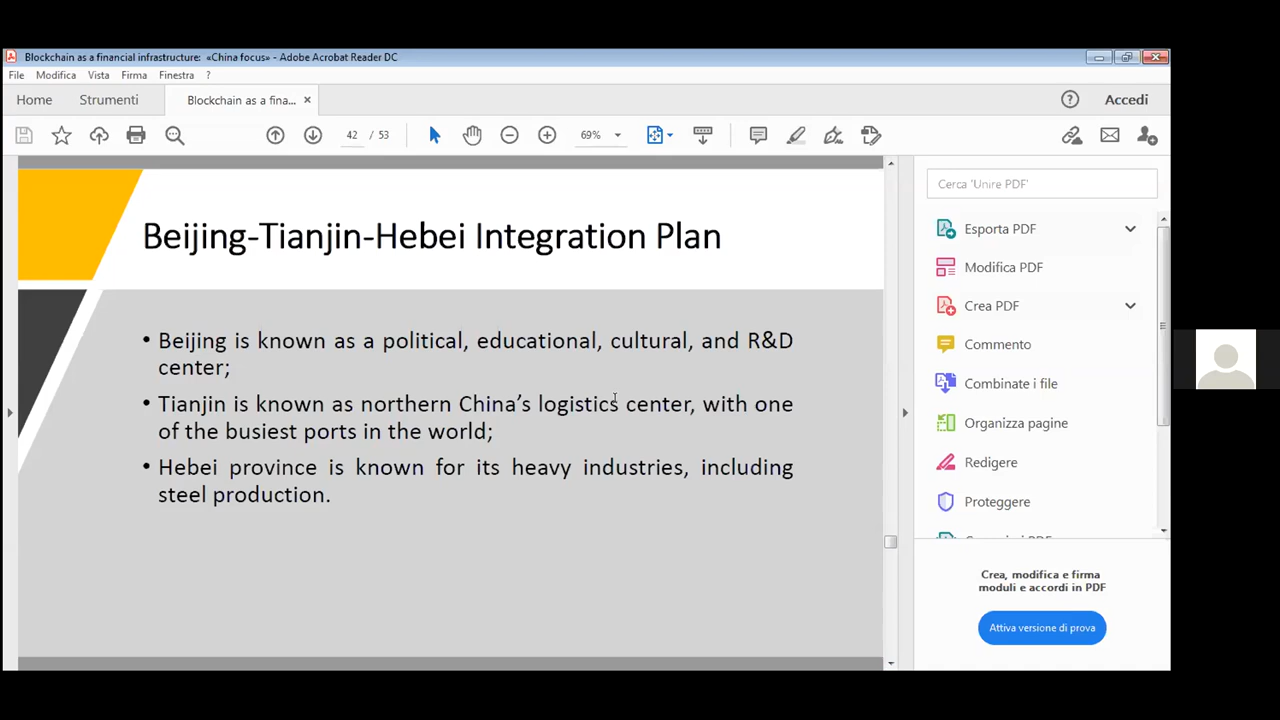 Blockchain as a financial infrastructure: «China focus» - Adobe Acrobat Reader DC
File Modifica Vista Firma Finestra ?
Home Strumenti Blockchain as a fina... × Accedi
42 / 53 69%
Beijing-Tianjin-Hebei Integration Plan
• Beijing is known as a political, educational, cultural, and R&D
center;
• Tianjin is known as northern China’s logistics center, with one
of the busiest ports in the world;
• Hebei province is known for its heavy industries, including
steel production.
Cerca 'Unire PDF'
Esporta PDF
Modifica PDF
Crea PDF
Commento
Combinate i file
Organizza pagine
Redigere
Proteggere
Crea, modifica e firma
moduli e accordi in PDF
Attiva versione di prova